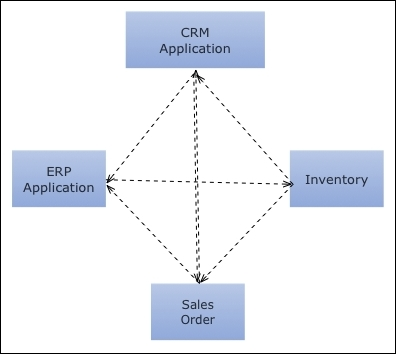 CRM
Application
ERP
Application
Inventory
Sales
Order